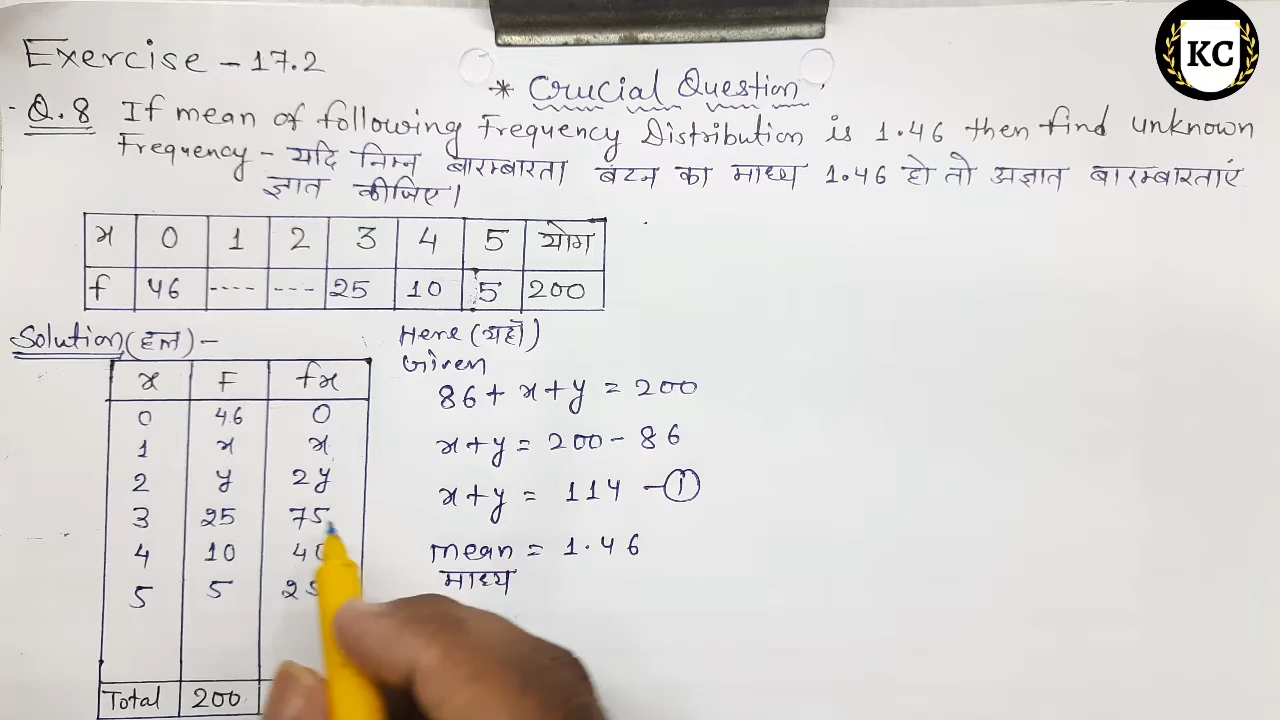 KC
Exercise - 17.2
* Crucial Question
Q.8 If mean of following Frequency Distribution is 1.46 then find unknown
Frequency - यदि निम्न बारम्बारता बंटन का माध्य 1.46 हो तो अज्ञात बारम्बारताएं
ज्ञात कीजिए।
x 0 1 2 3 4 5 योग
f 46 ---- --- 25 10 5 200
Solution (हल) -
x F fx
0 46 0
1 x x
2 y 2y
3 25 75
4 10 40
5 5
Total 200
Here (यहाँ)
Given
86 + x + y = 200
x + y = 200 - 86
x + y = 114 - ①
mean = 1.46
माध्य